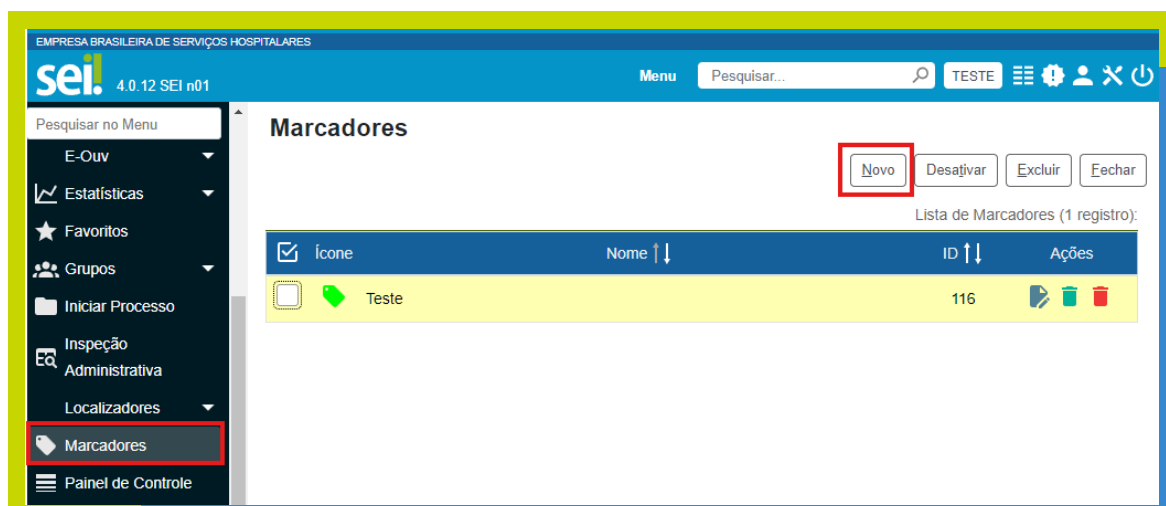 EMPRESA BRASILEIRA DE SERVIÇOS HOSPITALARES
sei! 4.0.12 SEI n01
Menu Pesquisar... TESTE
Pesquisar no Menu
E-Ouv
Estatísticas
Favoritos
Grupos
Iniciar Processo
Inspeção
Administrativa
Localizadores
Marcadores
Painel de Controle
Marcadores
Novo Desativar Excluir Fechar
Lista de Marcadores (1 registro):
Ícone Nome ID Ações
Teste 116